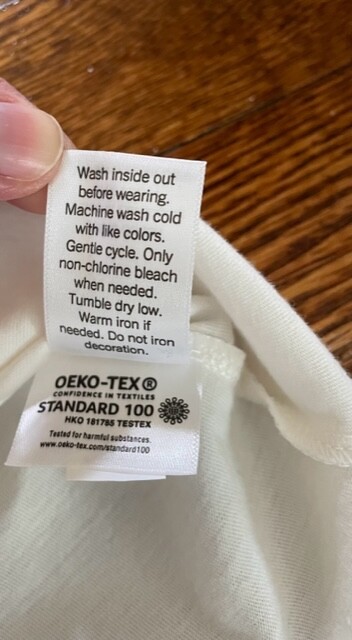 Wash inside out
before wearing.
Machine wash cold
with like colors.
Gentle cycle. Only
non-chlorine bleach
when needed.
Tumble dry low.
Warm iron if
needed. Do not iron
decoration.
OEKO-TEX®
CONFIDENCE IN TEXTILES
STANDARD 100
HKO 181785 TESTEX
Tested for harmful substances.
www.oeko-tex.com/standard100